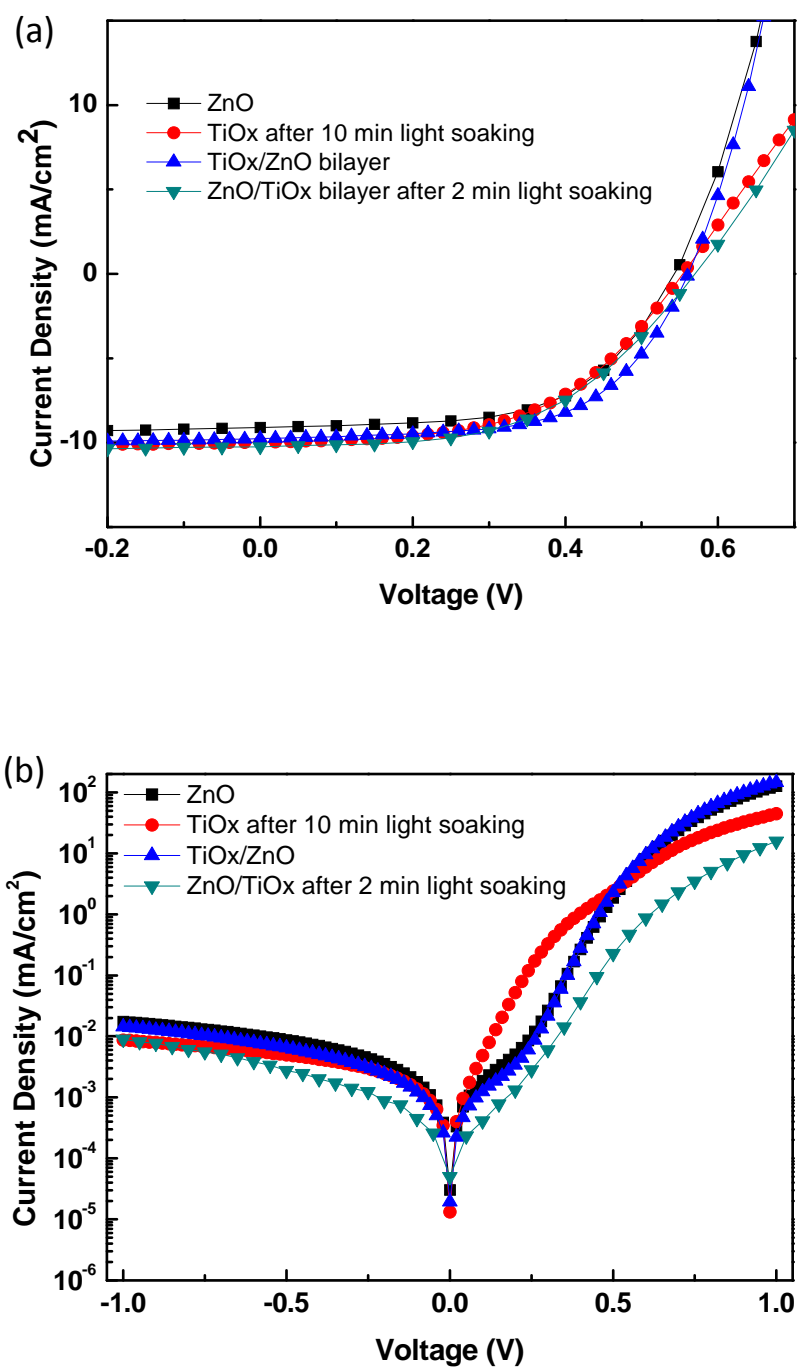 (a)
10
0
-10
Current Density (mA/cm²)
ZnO
TiOx after 10 min light soaking
TiOx/ZnO bilayer
ZnO/TiOx bilayer after 2 min light soaking
-0.2 0.0 0.2 0.4 0.6
Voltage (V)
(b)
10²
10¹
10⁰
10⁻¹
10⁻²
10⁻³
10⁻⁴
10⁻⁵
10⁻⁶
Current Density (mA/cm²)
ZnO
TiOx after 10 min light soaking
TiOx/ZnO
ZnO/TiOx after 2 min light soaking
-1.0 -0.5 0.0 0.5 1.0
Voltage (V)